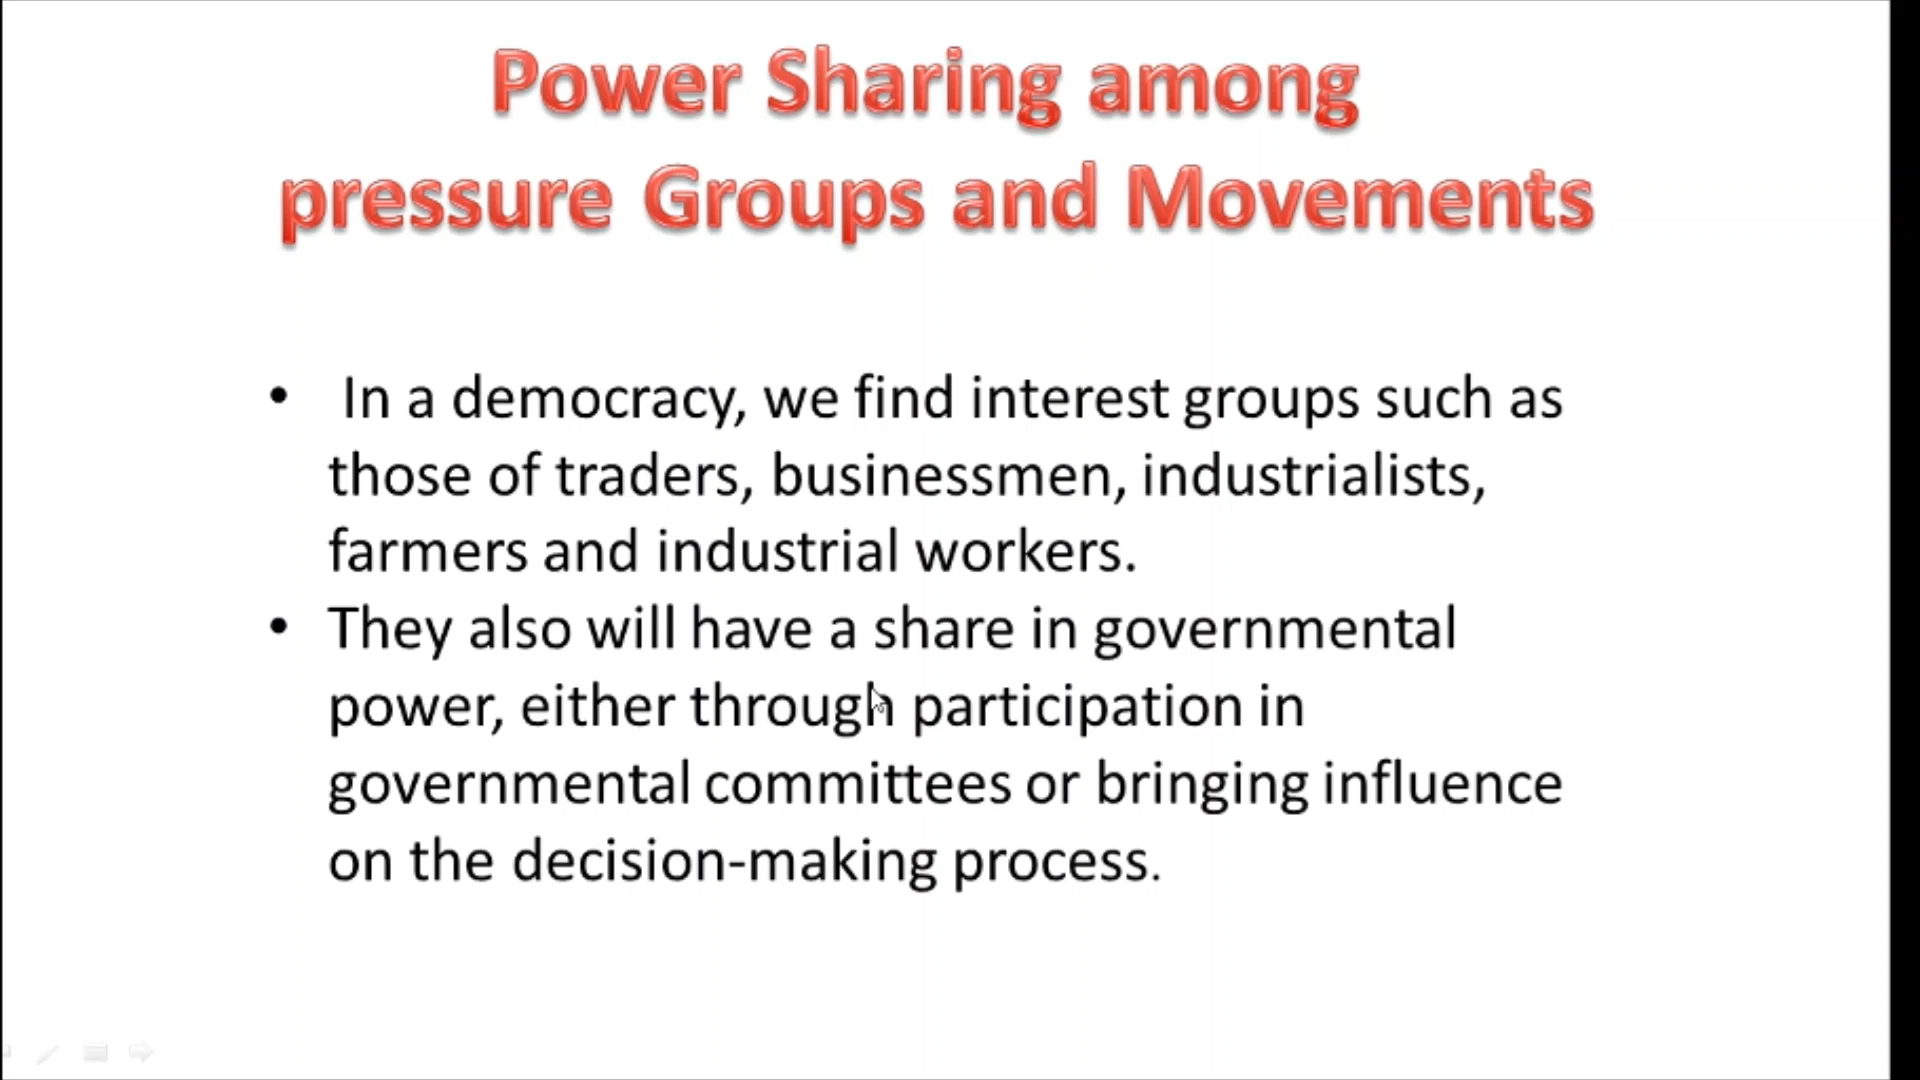 Power Sharing among
pressure Groups and Movements
• In a democracy, we find interest groups such as
those of traders, businessmen, industrialists,
farmers and industrial workers.
• They also will have a share in governmental
power, either through participation in
governmental committees or bringing influence
on the decision-making process.